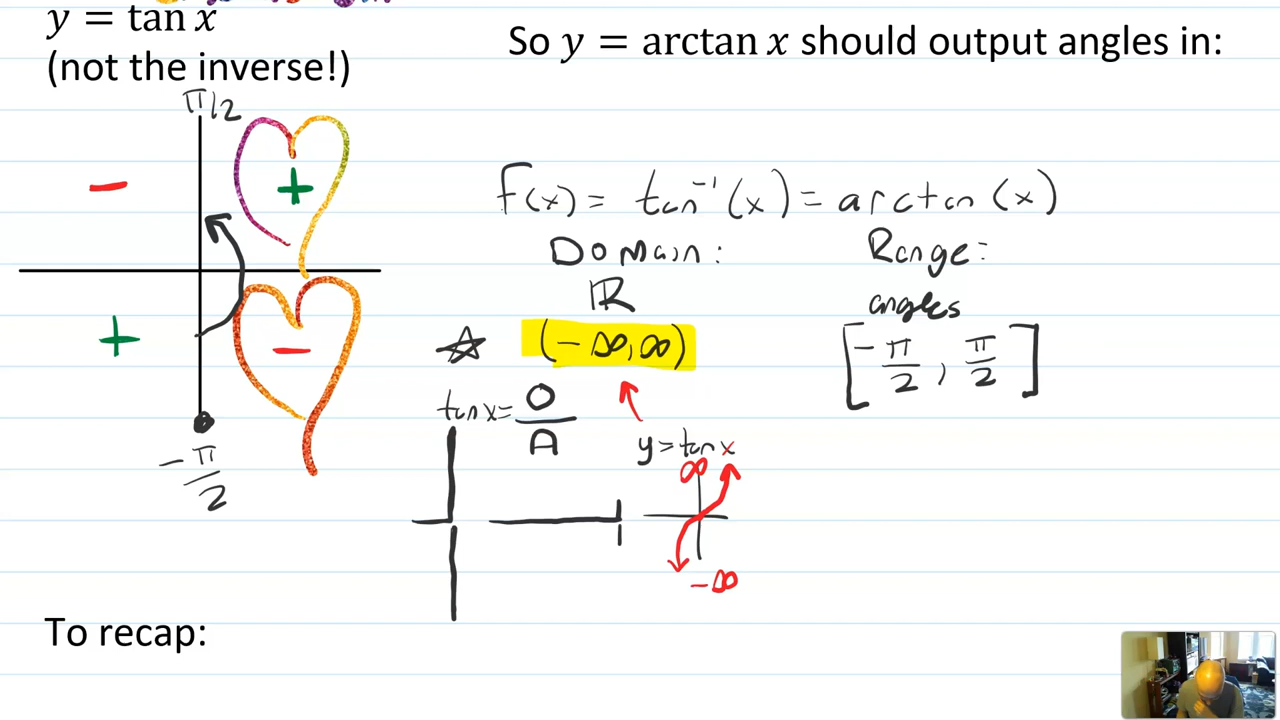 y = tan x
(not the inverse!)
So y = arctan x should output angles in:
π/2
−
+
+
−
−π/2
f(x) = tan⁻¹(x) = arctan(x)
Domain:
Range:
ℝ
angles
☆ (−∞,∞)
[−π/2, π/2]
tan x = O/A
y = tan x
∞
−∞
To recap: